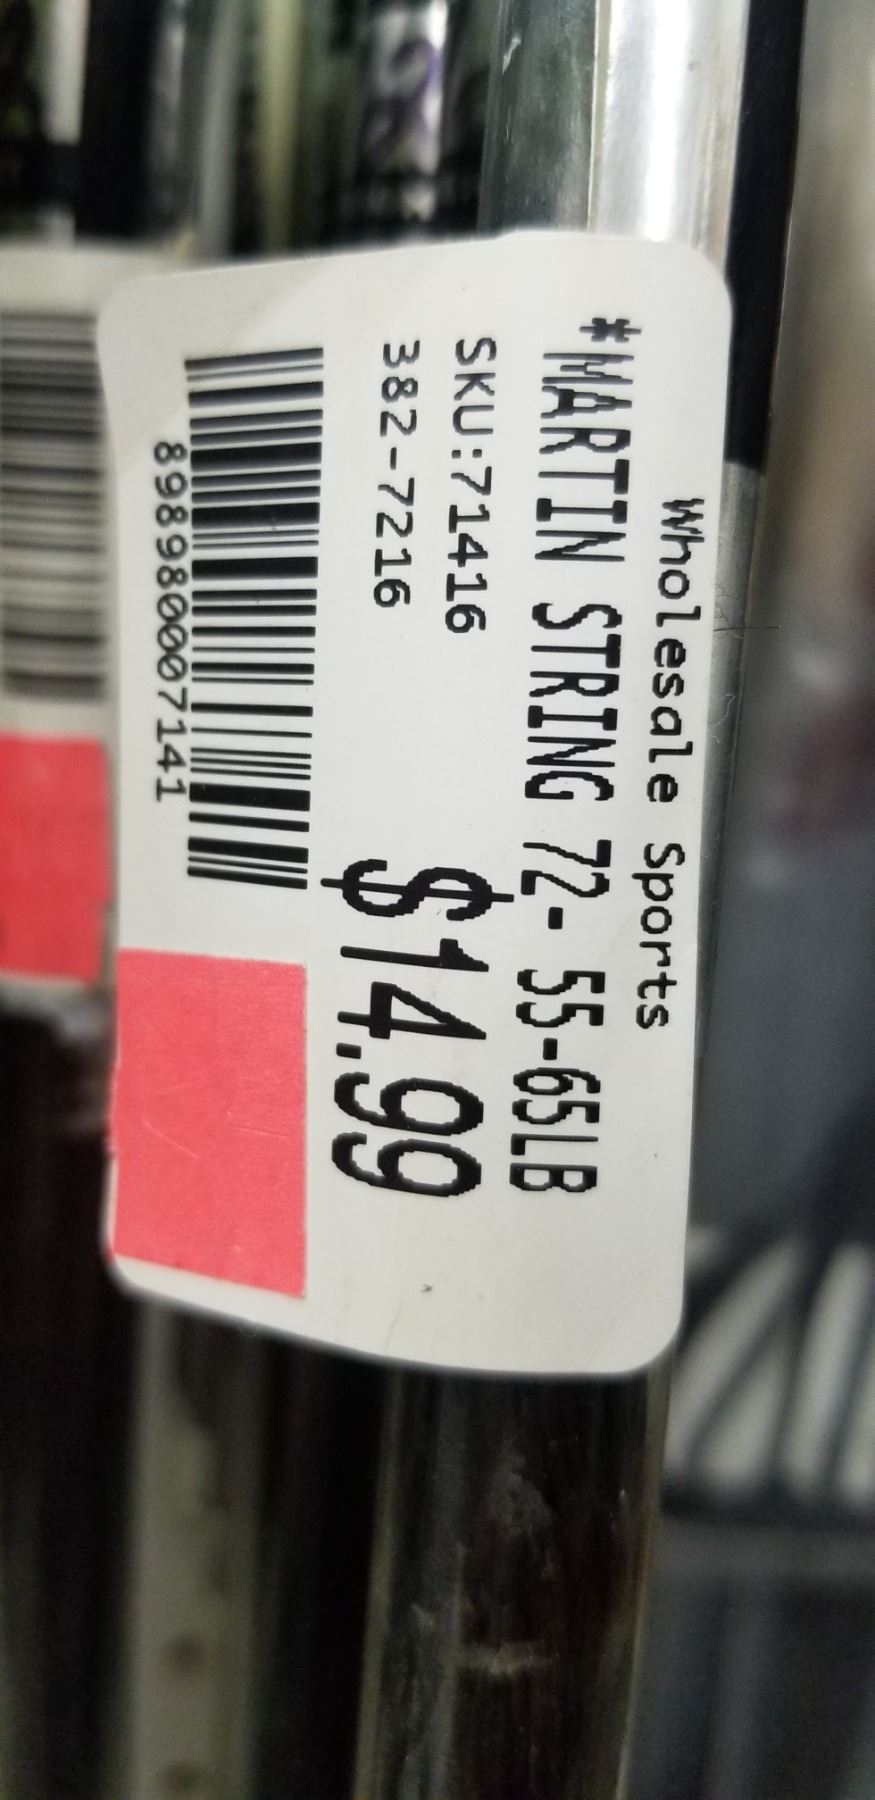 Wholesale Sports
*MARTIN STRING 72- 55-65LB
SKU:71416
382-7216
$14.99
898980007141